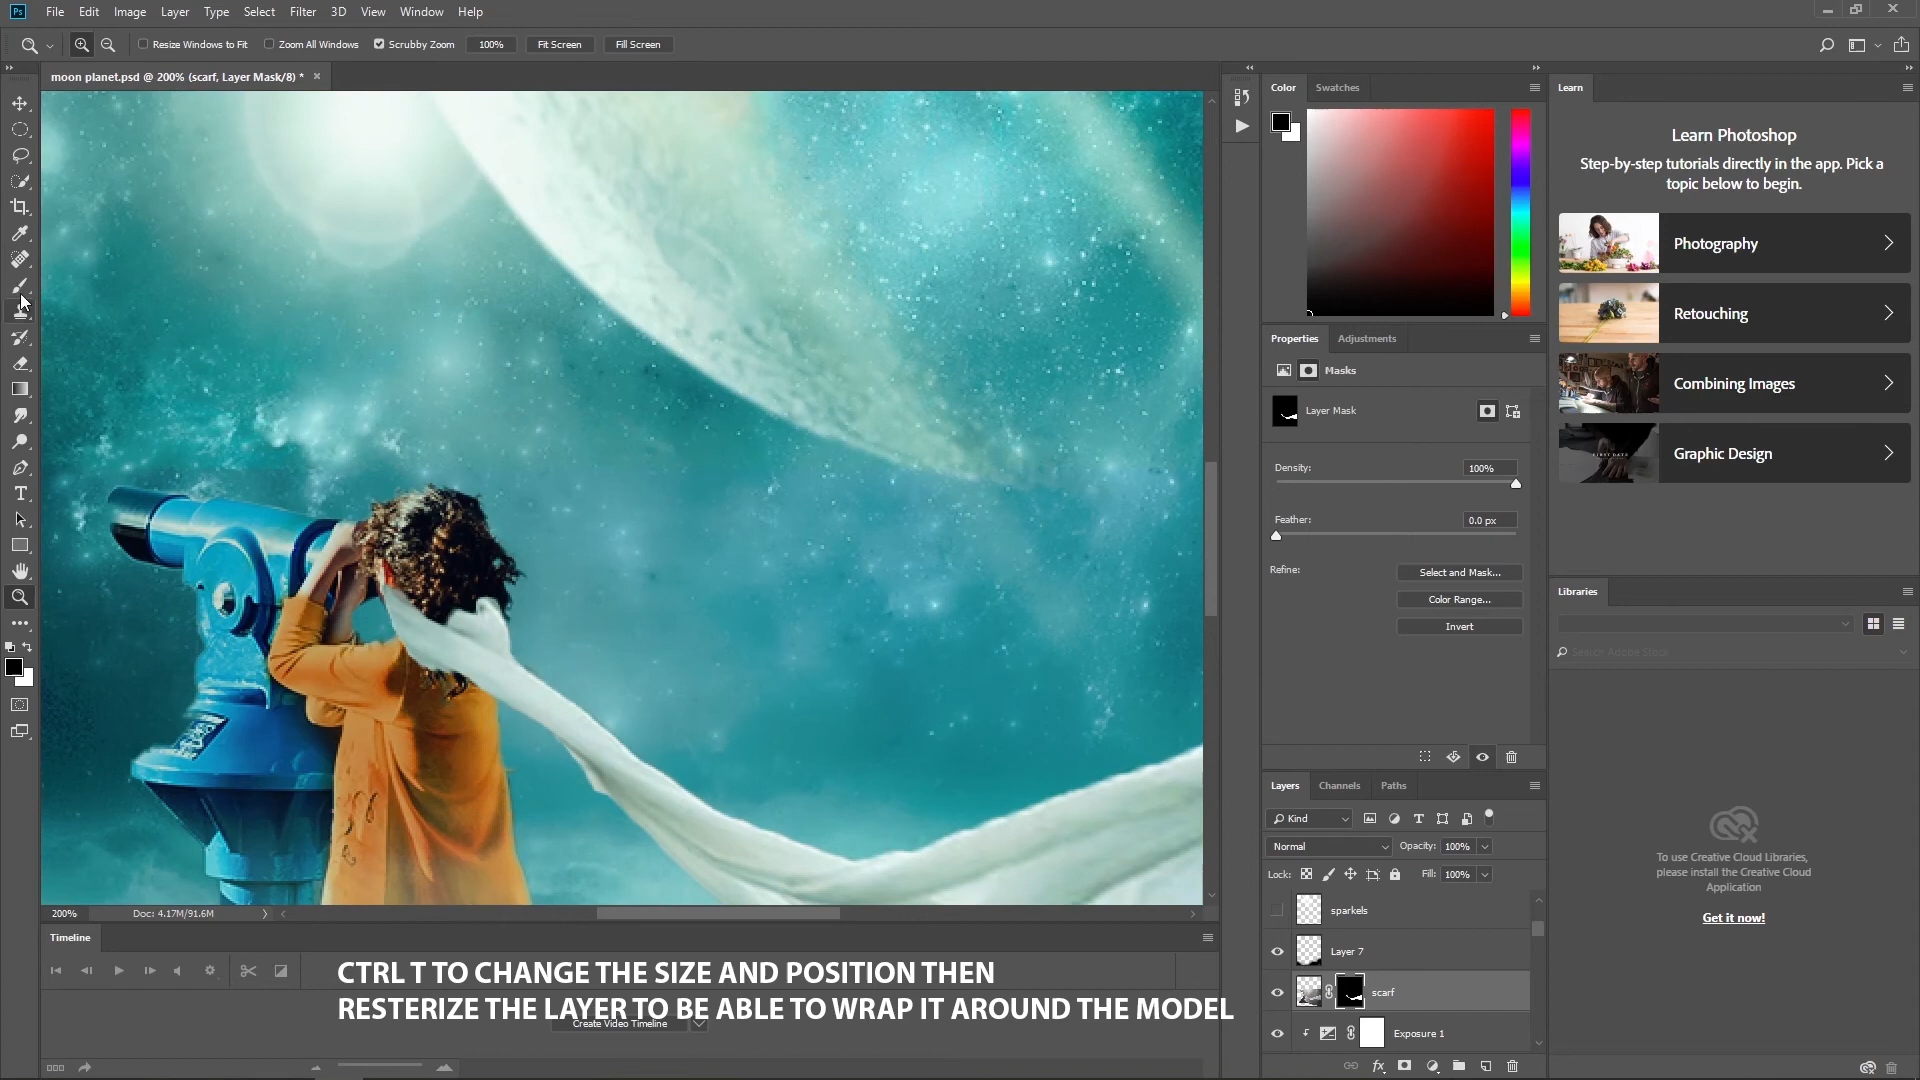 Ps File Edit Image Layer Type Select Filter 3D View Window Help
Resize Windows to Fit Zoom All Windows Scrubby Zoom 100% Fit Screen Fill Screen
moon planet.psd @ 200% (scarf, Layer Mask/8) *
Color Swatches
Learn
Learn Photoshop
Step-by-step tutorials directly in the app. Pick a
topic below to begin.
Photography
Retouching
Combining Images
Graphic Design
Properties Adjustments
Masks
Layer Mask
Density: 100%
Feather: 0.0 px
Refine: Select and Mask...
Color Range...
Invert
Libraries
Search Adobe Stock
To use Creative Cloud Libraries,
please install the Creative Cloud
Application
Get it now!
Layers Channels Paths
Kind
Normal Opacity: 100%
Lock: Fill: 100%
sparkels
Layer 7
scarf
Exposure 1
fx
200% Doc: 4.17M/91.6M
Timeline
CTRL T TO CHANGE THE SIZE AND POSITION THEN
RESTERIZE THE LAYER TO BE ABLE TO WRAP IT AROUND THE MODEL
Create Video Timeline